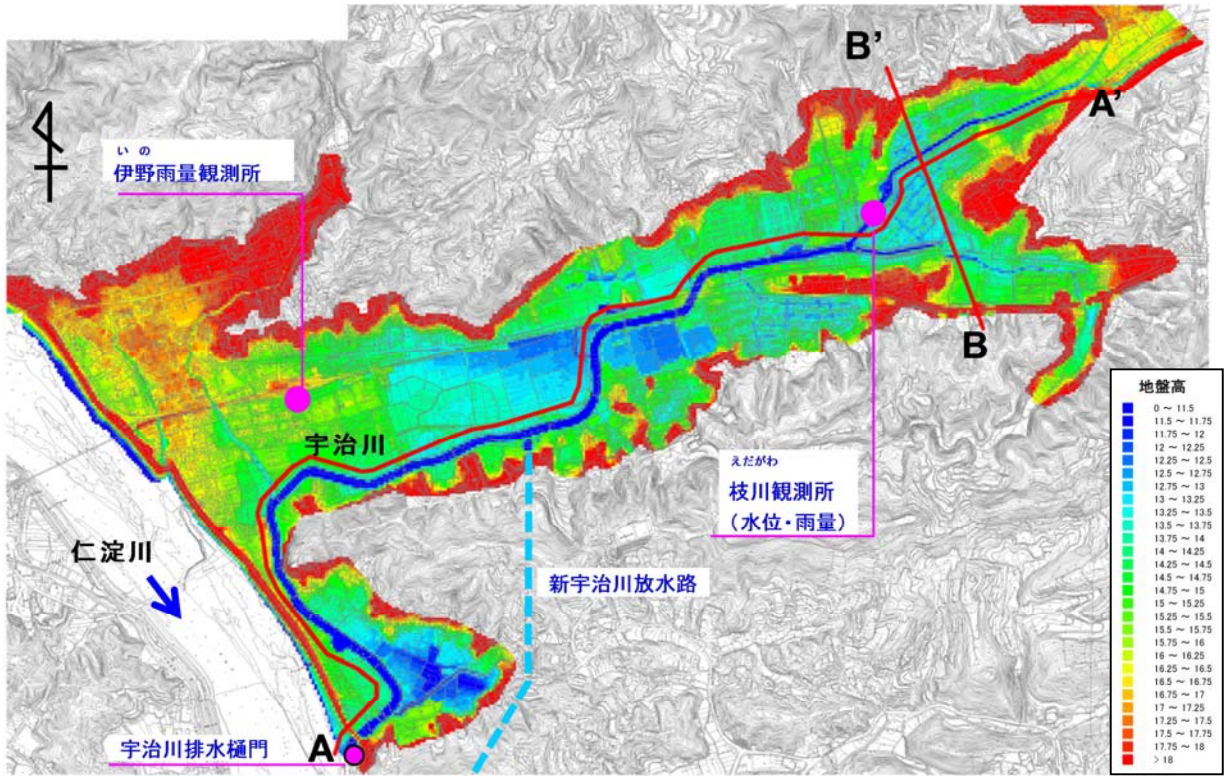 B’
A’
いの
伊野雨量観測所
宇治川
B
えだがわ
枝川観測所
（水位・雨量）
仁淀川
新宇治川放水路
宇治川排水樋門
A
地盤高
0 ～ 11.5
11.5 ～ 11.75
11.75 ～ 12
12 ～ 12.25
12.25 ～ 12.5
12.5 ～ 12.75
12.75 ～ 13
13 ～ 13.25
13.25 ～ 13.5
13.5 ～ 13.75
13.75 ～ 14
14 ～ 14.25
14.25 ～ 14.5
14.5 ～ 14.75
14.75 ～ 15
15 ～ 15.25
15.25 ～ 15.5
15.5 ～ 15.75
15.75 ～ 16
16 ～ 16.25
16.25 ～ 16.5
16.5 ～ 16.75
16.75 ～ 17
17 ～ 17.25
17.25 ～ 17.5
17.5 ～ 17.75
17.75 ～ 18
> 18